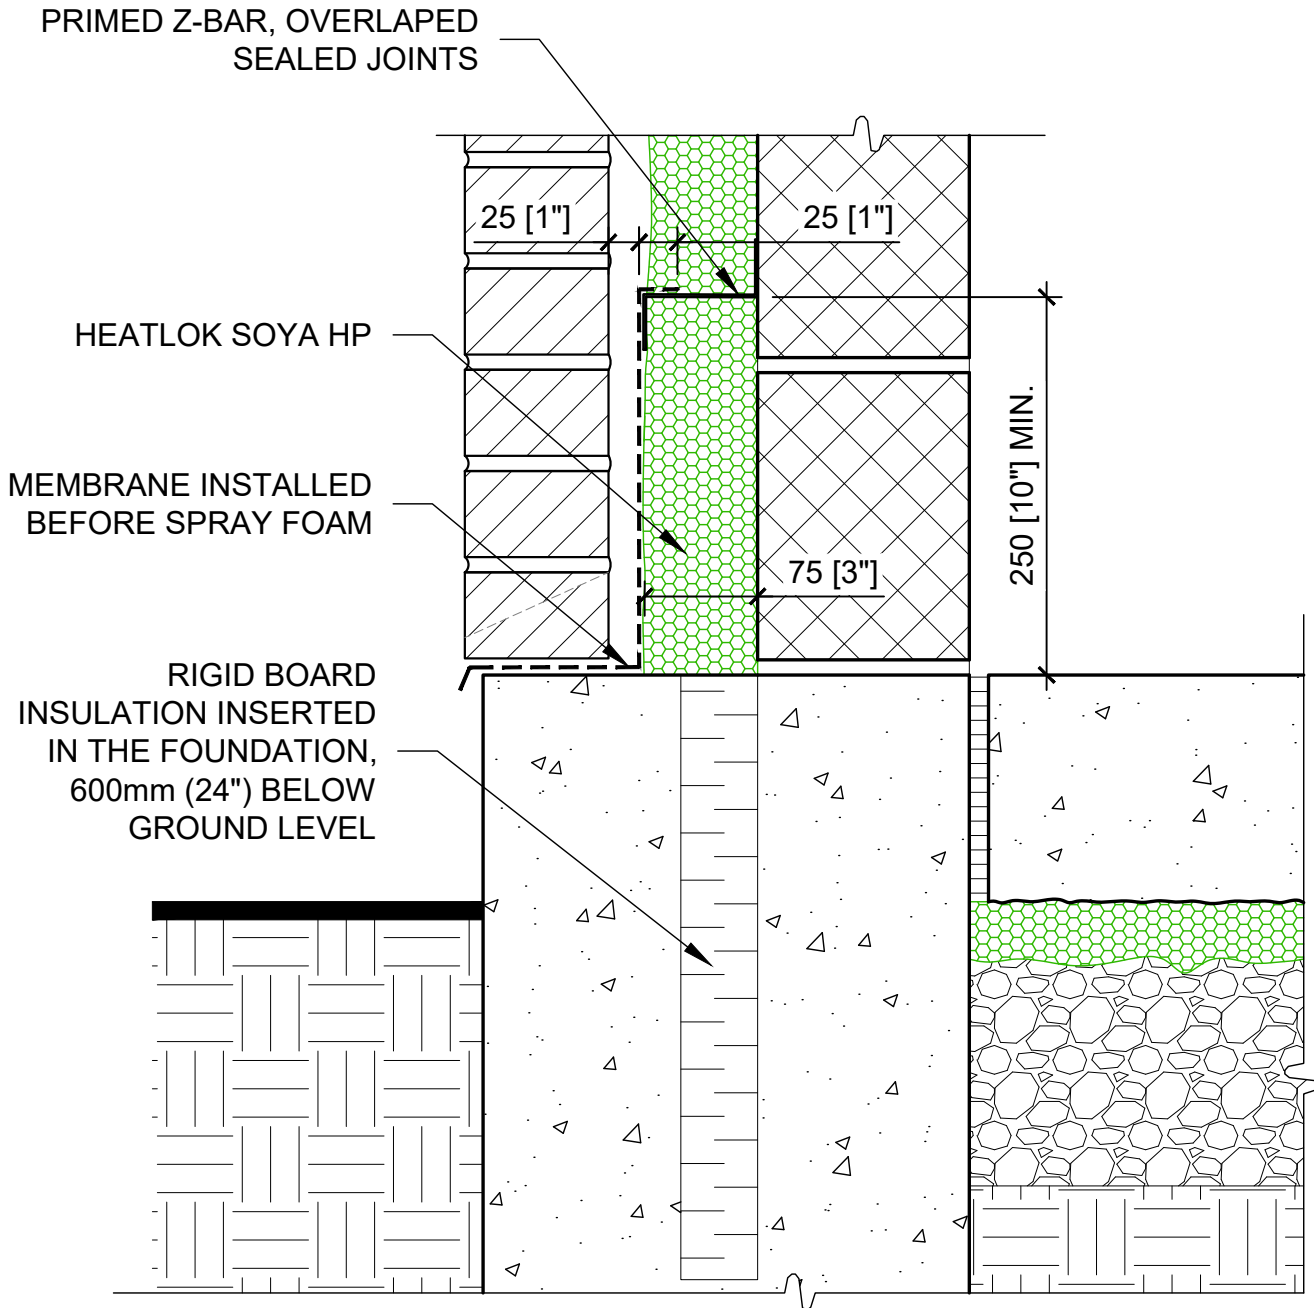 PRIMED Z-BAR, OVERLAPED
SEALED JOINTS
25 [1"]
25 [1"]
HEATLOK SOYA HP
250 [10"] MIN.
MEMBRANE INSTALLED
BEFORE SPRAY FOAM
75 [3"]
RIGID BOARD
INSULATION INSERTED
IN THE FOUNDATION,
600mm (24") BELOW
GROUND LEVEL